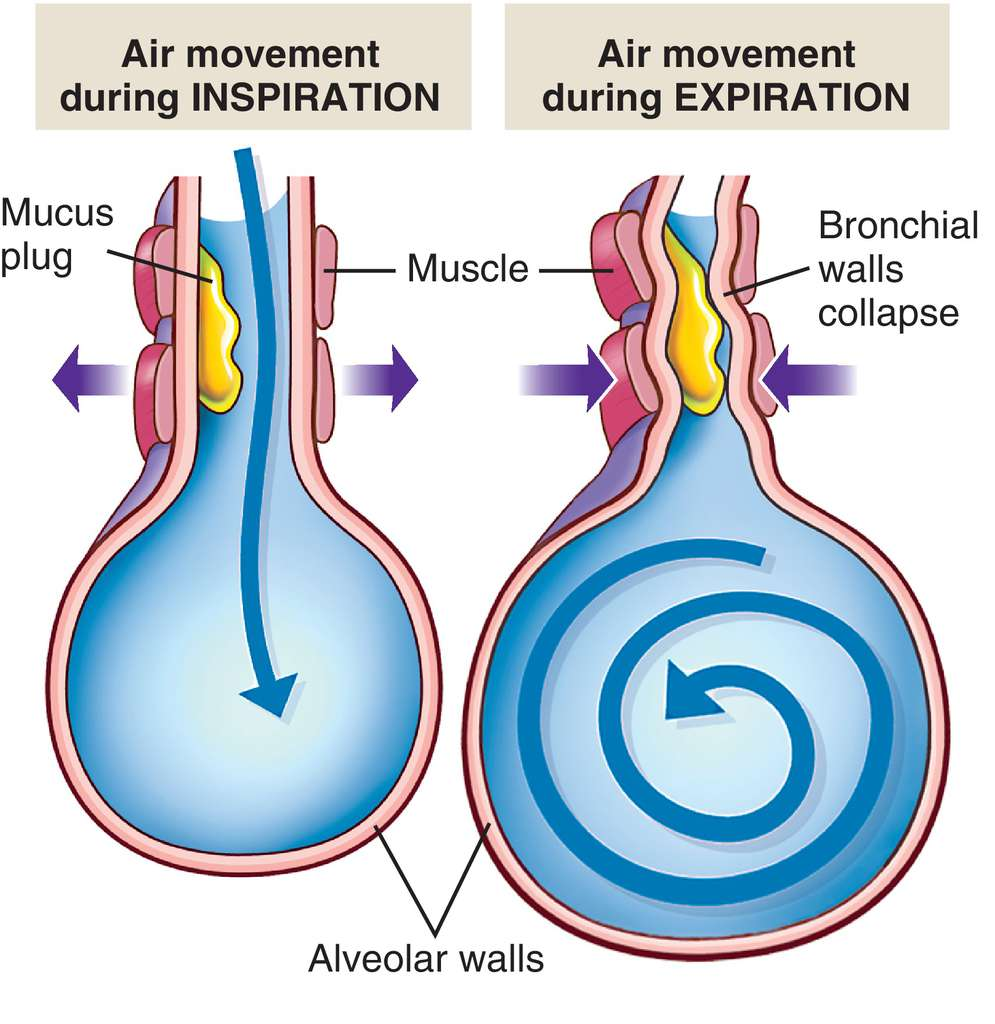 Air movement
during INSPIRATION
Air movement
during EXPIRATION
Mucus
plug
Muscle
Bronchial
walls
collapse
Alveolar walls